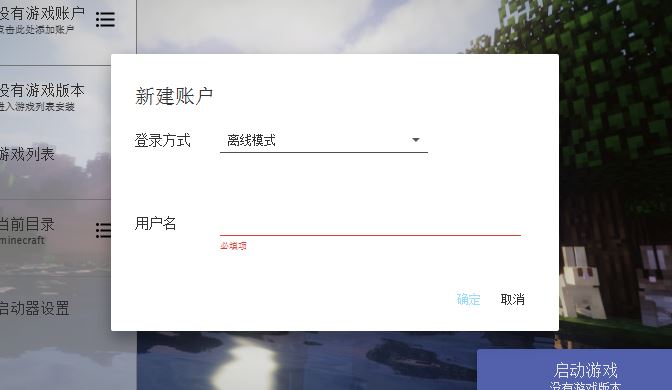 没有游戏账户
点击此处添加账户
没有游戏版本
进入游戏列表安装
游戏列表
当前目录
minecraft
启动器设置
新建账户
登录方式
离线模式
用户名
必填项
确定
取消
启动游戏
没有游戏版本